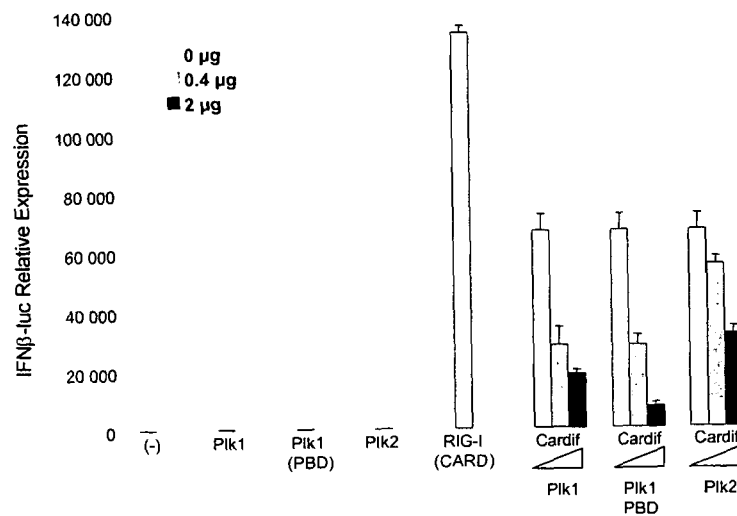 140 000
120 000
100 000
80 000
60 000
40 000
20 000
0
IFNβ-luc Relative Expression
0 µg
0.4 µg
2 µg
(-)
Plk1
Plk1
(PBD)
Plk2
RIG-I
(CARD)
Cardif
Plk1
Cardif
Plk1
PBD
Cardif
Plk2